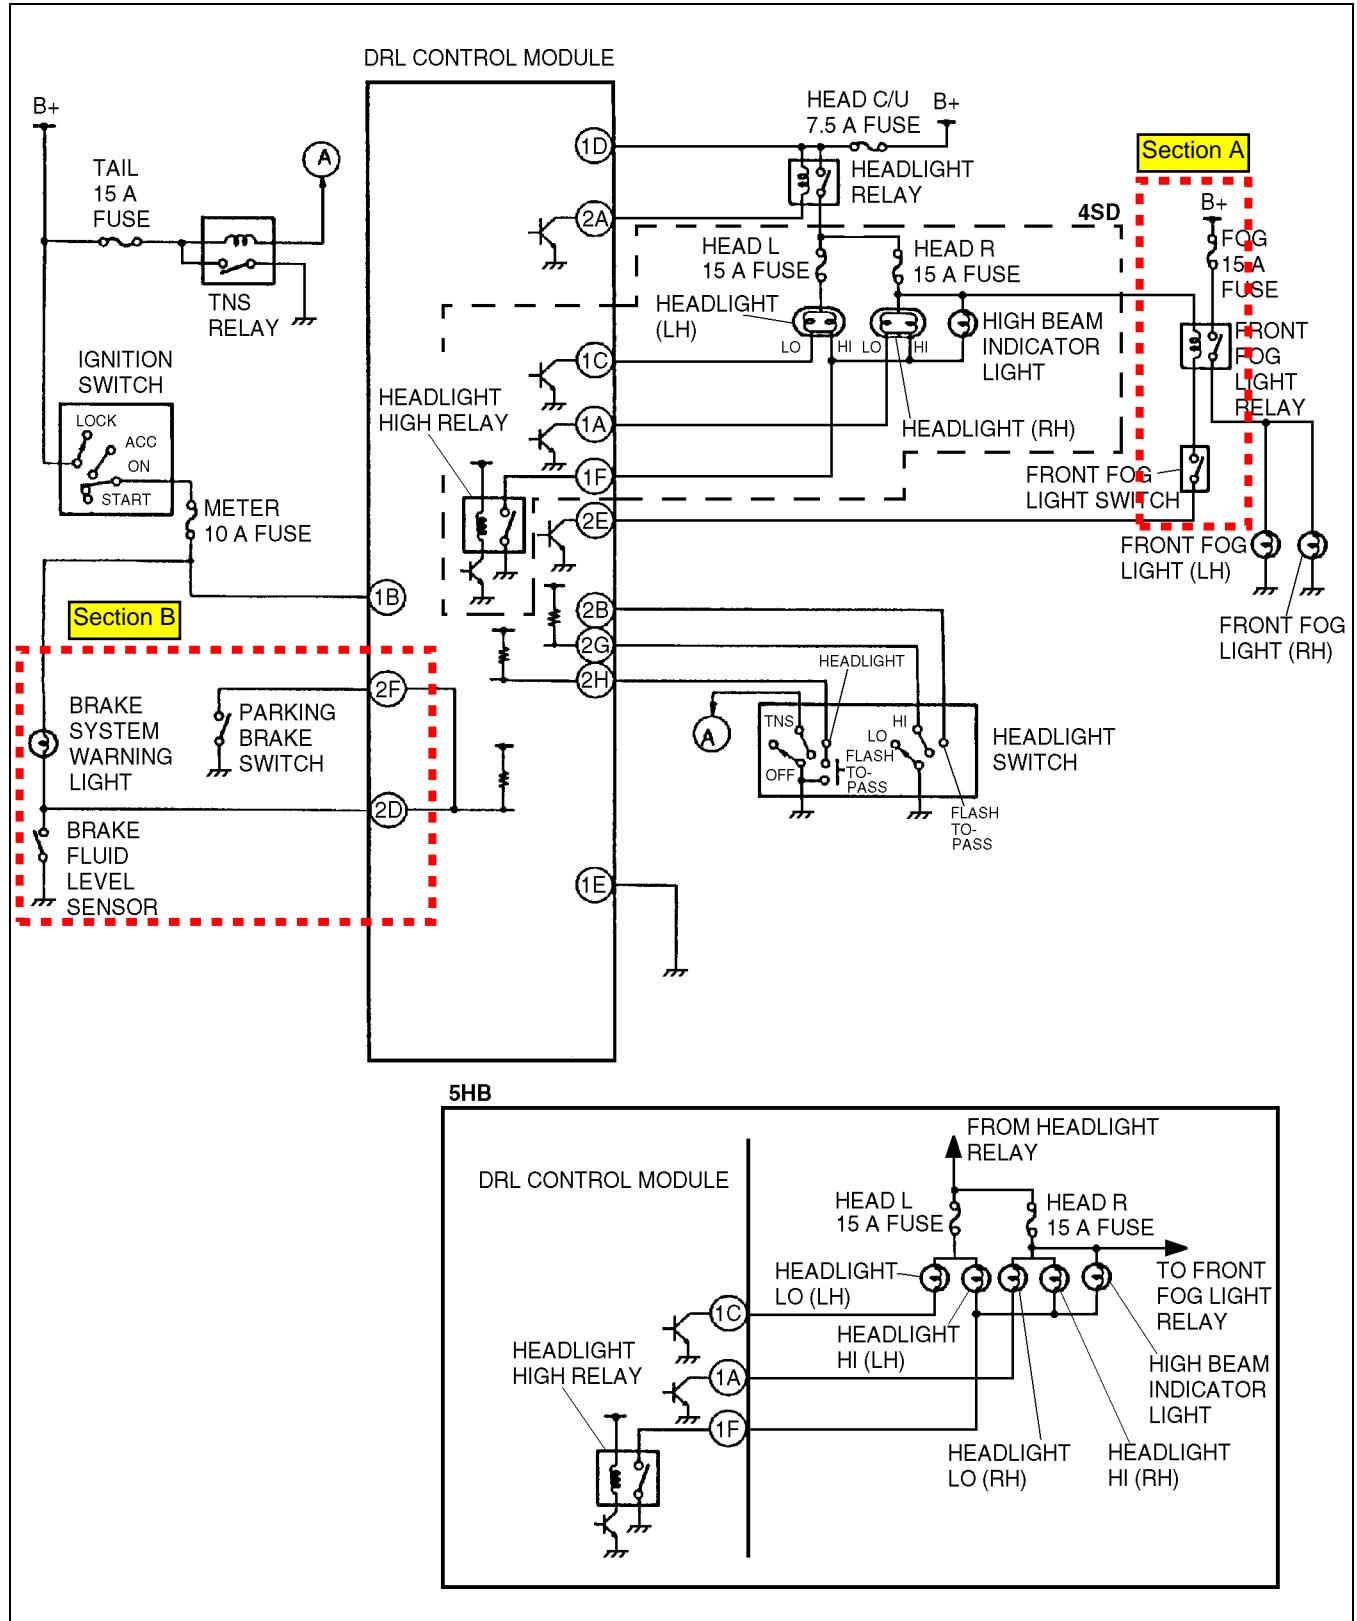 DRL CONTROL MODULE
B+
TAIL
15 A
FUSE
A
TNS
RELAY
IGNITION
SWITCH
LOCK
ACC
ON
START
METER
10 A FUSE
1D
HEAD C/U
7.5 A FUSE
B+
HEADLIGHT
RELAY
2A
4SD
HEAD L
15 A FUSE
HEAD R
15 A FUSE
HEADLIGHT
(LH)
LO
HI
LO
HI
HIGH BEAM
INDICATOR
LIGHT
HEADLIGHT (RH)
1C
1A
1F
2E
HEADLIGHT
HIGH RELAY
Section A
B+
FOG
15 A
FUSE
FRONT
FOG
LIGHT
RELAY
FRONT FOG
LIGHT SWITCH
FRONT FOG
LIGHT (LH)
FRONT FOG
LIGHT (RH)
1B
Section B
2F
BRAKE
SYSTEM
WARNING
LIGHT
PARKING
BRAKE
SWITCH
2D
BRAKE
FLUID
LEVEL
SENSOR
2B
2G
2H
HEADLIGHT
A
TNS
OFF
FLASH
TO-
PASS
HI
LO
HEADLIGHT
SWITCH
FLASH
TO-
PASS
1E
5HB
FROM HEADLIGHT
RELAY
DRL CONTROL MODULE
HEAD L
15 A FUSE
HEAD R
15 A FUSE
HEADLIGHT
LO (LH)
TO FRONT
FOG LIGHT
RELAY
1C
HEADLIGHT
HI (LH)
HEADLIGHT
HIGH RELAY
1A
1F
HIGH BEAM
INDICATOR
LIGHT
HEADLIGHT
LO (RH)
HEADLIGHT
HI (RH)